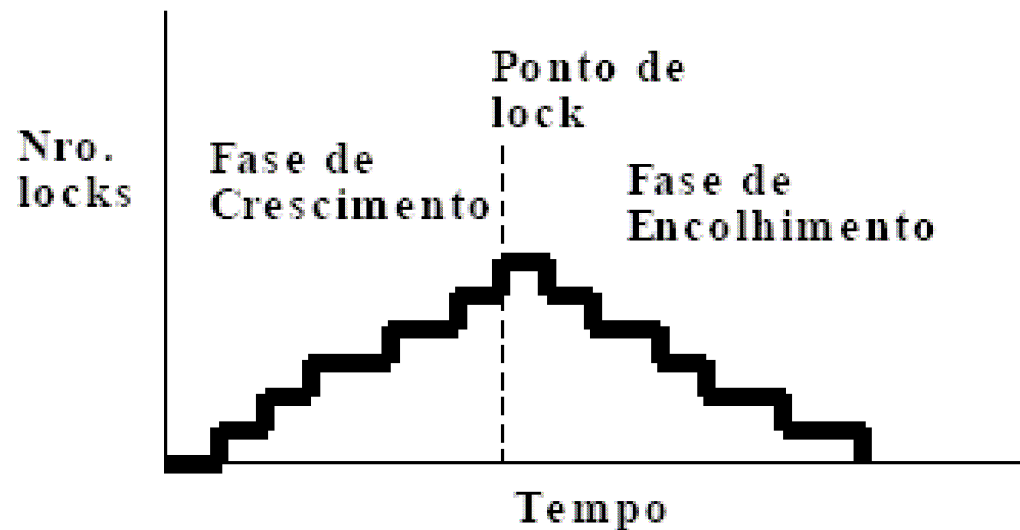 Ponto de
lock
Nro.
locks
Fase de
Crescimento
Fase de
Encolhimento
Tempo